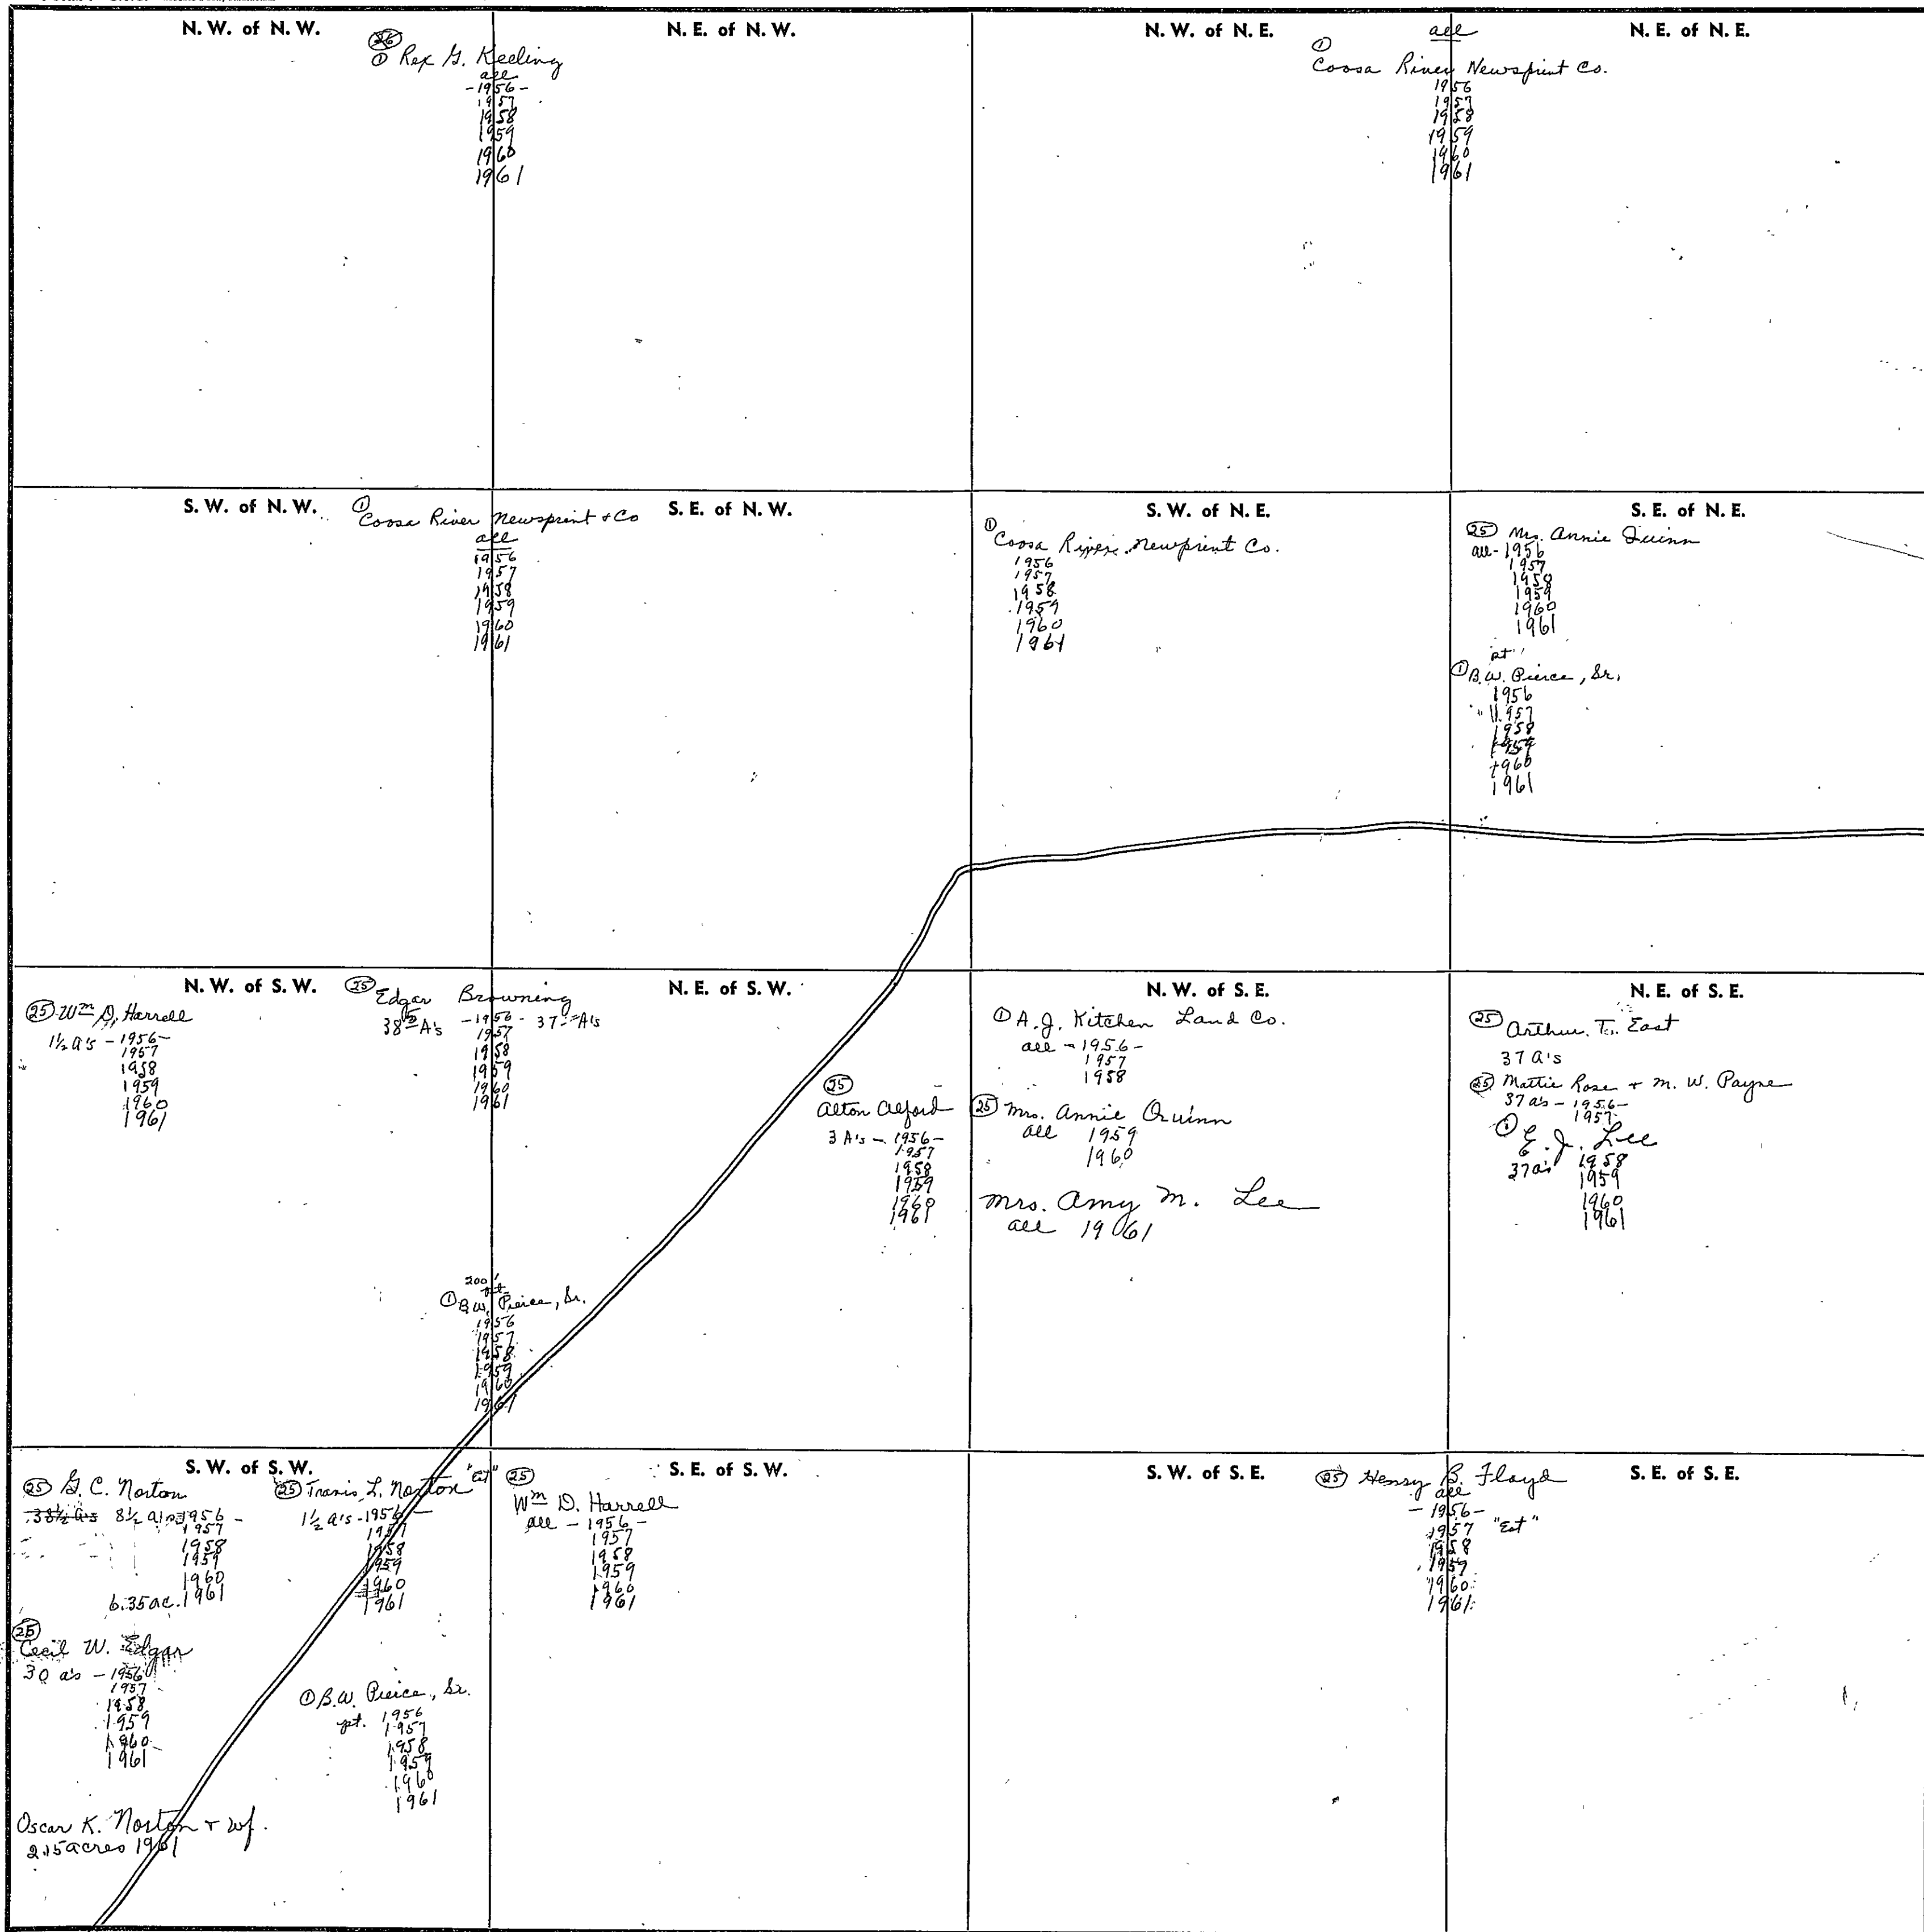 N. W. of N. W.
26
① Rex G. Keeling
all
- 1956 -
1957
1958
1959
1960
1961
N. E. of N. W.
N. W. of N. E.
all
① Coosa River Newsprint Co.
1956
1957
1958
1959
1960
1961
N. E. of N. E.
S. W. of N. W.
① Coosa River Newsprint & Co
all
1956
1957
1958
1959
1960
1961
S. E. of N. W.
S. W. of N. E.
① Coosa River Newprint Co.
1956
1957
1958
1959
1960
1961
S. E. of N. E.
25 Mrs. Annie Quinn
all - 1956
1957
1958
1959
1960
1961
pt
① B. W. Pierce, Sr.
1956
1957
1958
1959
1960
1961
N. W. of S. W.
25 Wm D. Harrell
1½ a's - 1956 -
1957
1958
1959
1960
1961
25 Edgar Browning
38 A's - 1956 - 37 A's
1957
1958
1959
1960
1961
200'
pt
① B. W. Pierce, Sr.
1956
1957
1958
1959
1960
1961
N. E. of S. W.
25
Alton Alford
3 A's - 1956 -
1957
1958
1959
1960
1961
N. W. of S. E.
① A. J. Kitchen Land Co.
all - 1956 -
1957
1958
25 Mrs. Annie Quinn
all 1959
1960
Mrs. Amy M. Lee
all 1961
N. E. of S. E.
25 Arthur T. East
37 A's
25 Mattie Rose & M. W. Payne
37 a's - 1956 -
1957
① E. J. Lee
37 a's 1958
1959
1960
1961
S. W. of S. W.
25 G. C. Norton
38½ a's 8½ a's 1956 -
1957
1958
1959
1960
6.35 ac. 1961
25 Travis L. Norton "Est"
1½ a's - 1956 -
1957
1958
1959
1960
1961
25
Cecil W. Edgar
30 a's - 1956
1957
1958
1959
1960
1961
① B. W. Pierce, Sr.
pt. 1956
1957
1958
1959
1960
1961
Oscar K. Norton & wf.
2.15 acres 1961
S. E. of S. W.
25
Wm D. Harrell
all - 1956 -
1957
1958
1959
1960
1961
S. W. of S. E.
25 Henry B. Floyd
all
- 1956 -
1957 "Est"
1958
1959
1960
1961
S. E. of S. E.